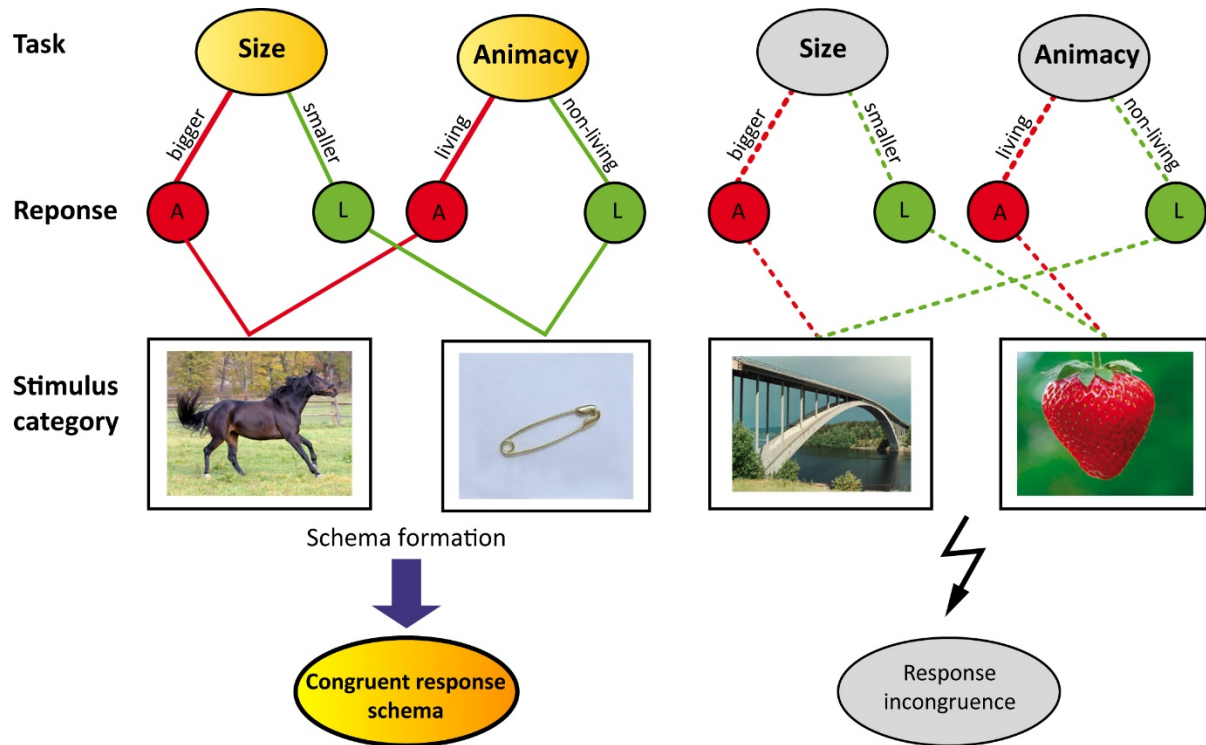 Task
Size
Animacy
Size
Animacy
bigger
smaller
living
non-living
bigger
smaller
living
non-living
Reponse
A
L
A
L
A
L
A
L
Stimulus
category
Schema formation
Congruent response
schema
Response
incongruence